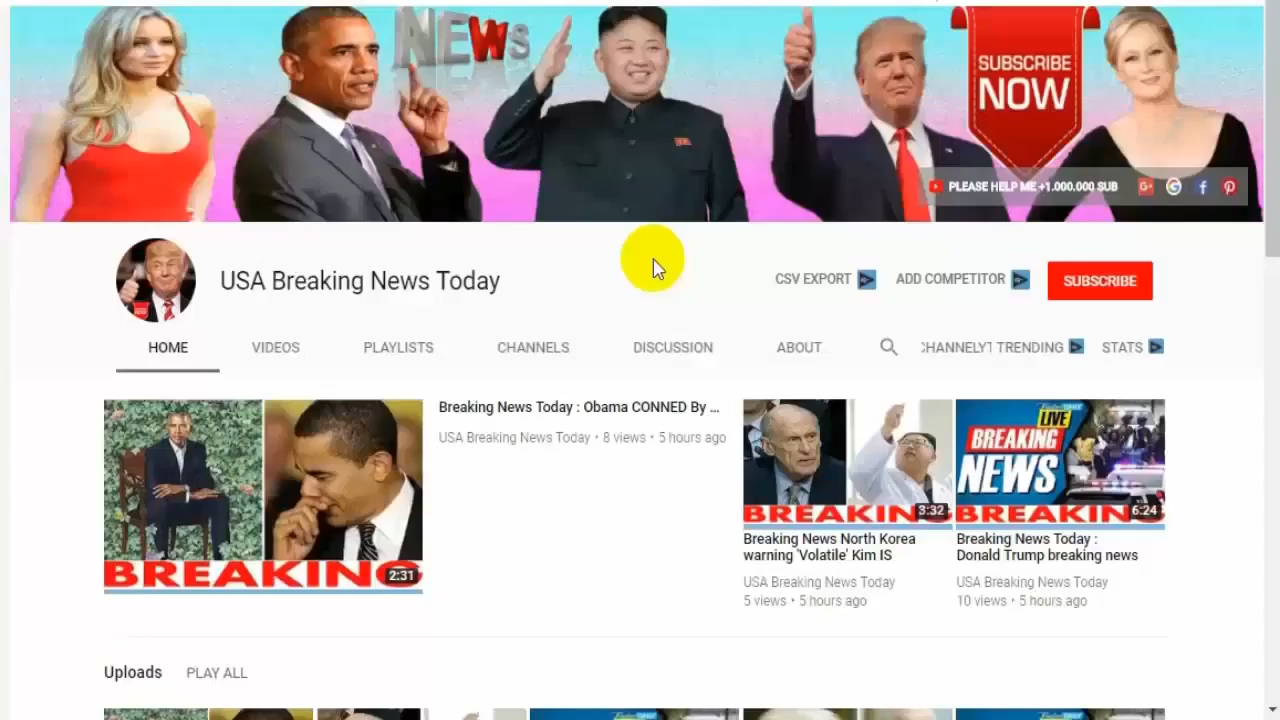 NEWS
SUBSCRIBE
NOW
PLEASE HELP ME +1.000.000 SUB
USA Breaking News Today
CSV EXPORT
ADD COMPETITOR
SUBSCRIBE
HOME
VIDEOS
PLAYLISTS
CHANNELS
DISCUSSION
ABOUT
CHANNELYT TRENDING
STATS
BREAKING
2:31
Breaking News Today : Obama CONNED By ...
USA Breaking News Today • 8 views • 5 hours ago
BREAKIN
3:32
Breaking News North Korea
warning 'Volatile' Kim IS
USA Breaking News Today
5 views • 5 hours ago
LIVE
BREAKING
NEWS
BREAKIN
6:24
Breaking News Today :
Donald Trump breaking news
USA Breaking News Today
10 views • 5 hours ago
Uploads
PLAY ALL